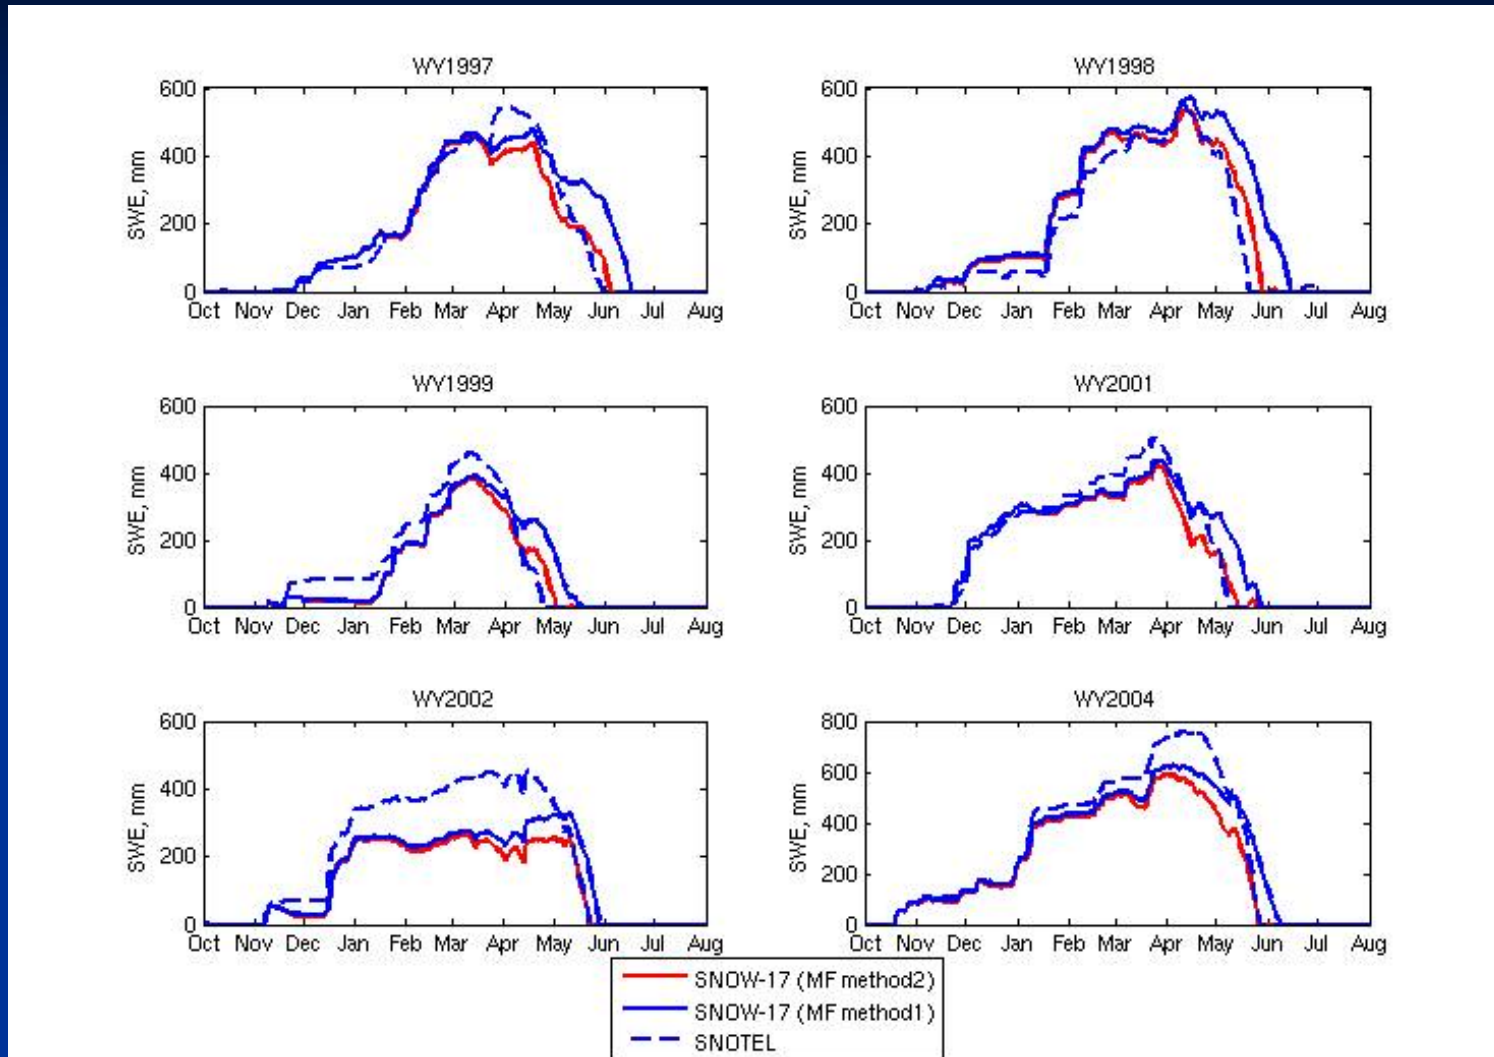 WY1997
SWE, mm
600
400
200
0
Oct Nov Dec Jan Feb Mar Apr May Jun Jul Aug
WY1998
SWE, mm
600
400
200
0
Oct Nov Dec Jan Feb Mar Apr May Jun Jul Aug
WY1999
SWE, mm
600
400
200
0
Oct Nov Dec Jan Feb Mar Apr May Jun Jul Aug
WY2001
SWE, mm
600
400
200
0
Oct Nov Dec Jan Feb Mar Apr May Jun Jul Aug
WY2002
SWE, mm
600
400
200
0
Oct Nov Dec Jan Feb Mar Apr May Jun Jul Aug
WY2004
SWE, mm
800
600
400
200
0
Oct Nov Dec Jan Feb Mar Apr May Jun Jul Aug
SNOW-17 (MF method2)
SNOW-17 (MF method1)
SNOTEL